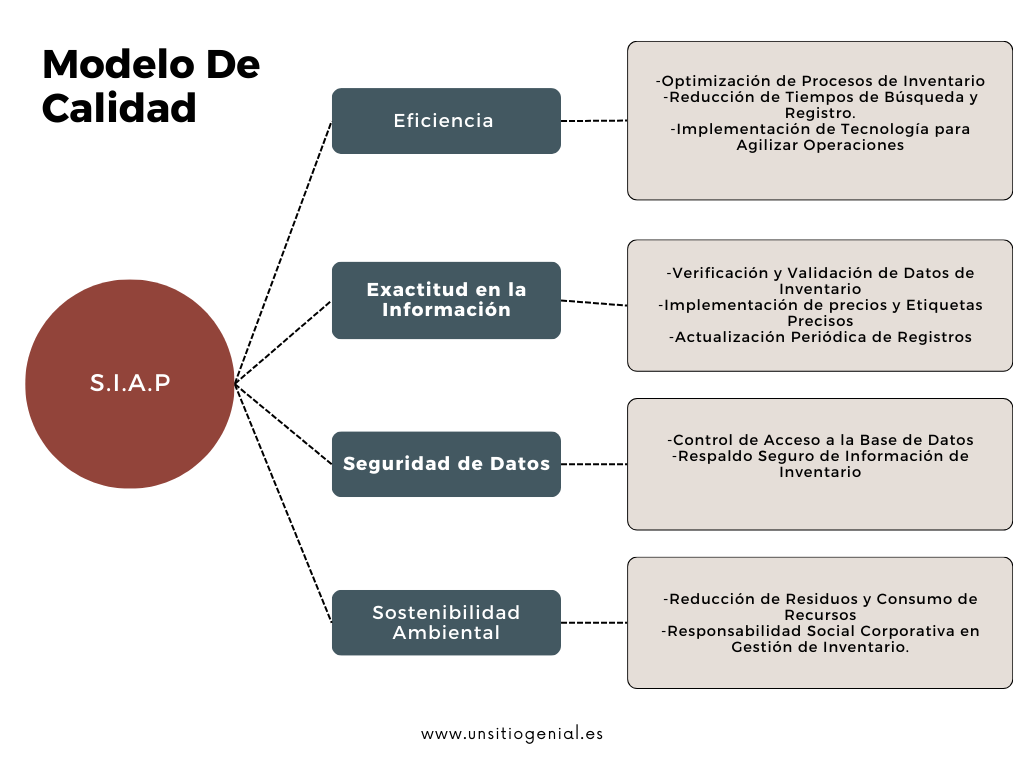 Modelo De
Calidad
Eficiencia
-Optimización de Procesos de Inventario
-Reducción de Tiempos de Búsqueda y
Registro.
-Implementación de Tecnología para
Agilizar Operaciones
Exactitud en la
Información
-Verificación y Validación de Datos de
Inventario
-Implementación de precios y Etiquetas
Precisos
-Actualización Periódica de Registros
S.I.A.P
Seguridad de Datos
-Control de Acceso a la Base de Datos
-Respaldo Seguro de Información de
Inventario
Sostenibilidad
Ambiental
-Reducción de Residuos y Consumo de
Recursos
-Responsabilidad Social Corporativa en
Gestión de Inventario.
www.unsitiogenial.es